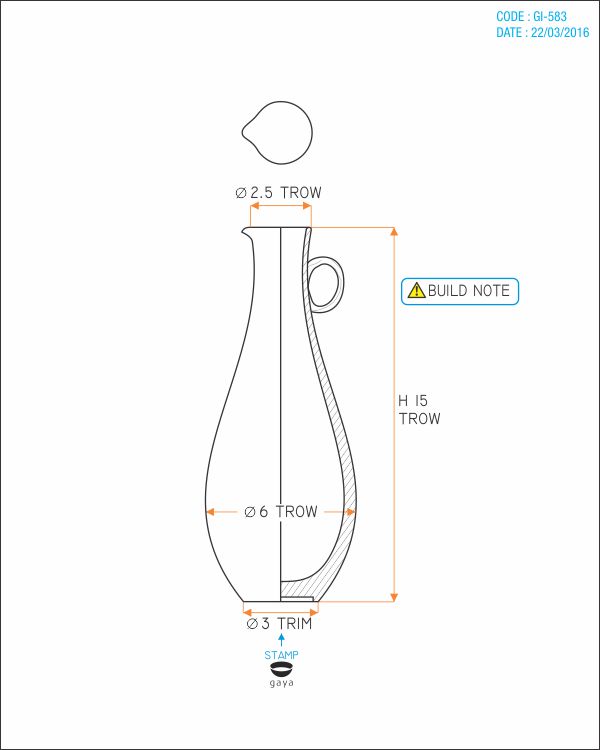 CODE : GI-583
DATE : 22/03/2016
Ø 2.5 TROW
BUILD NOTE
H 15
TROW
Ø 6 TROW
Ø 3 TRIM
STAMP
gaya